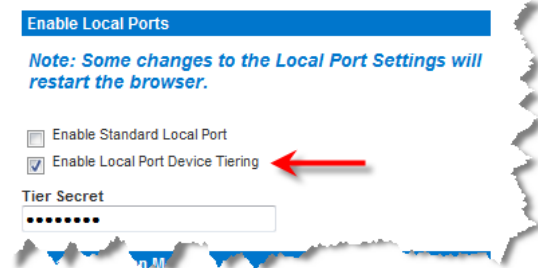 Enable Local Ports
Note: Some changes to the Local Port Settings will
restart the browser.
Enable Standard Local Port
Enable Local Port Device Tiering
Tier Secret
••••••••